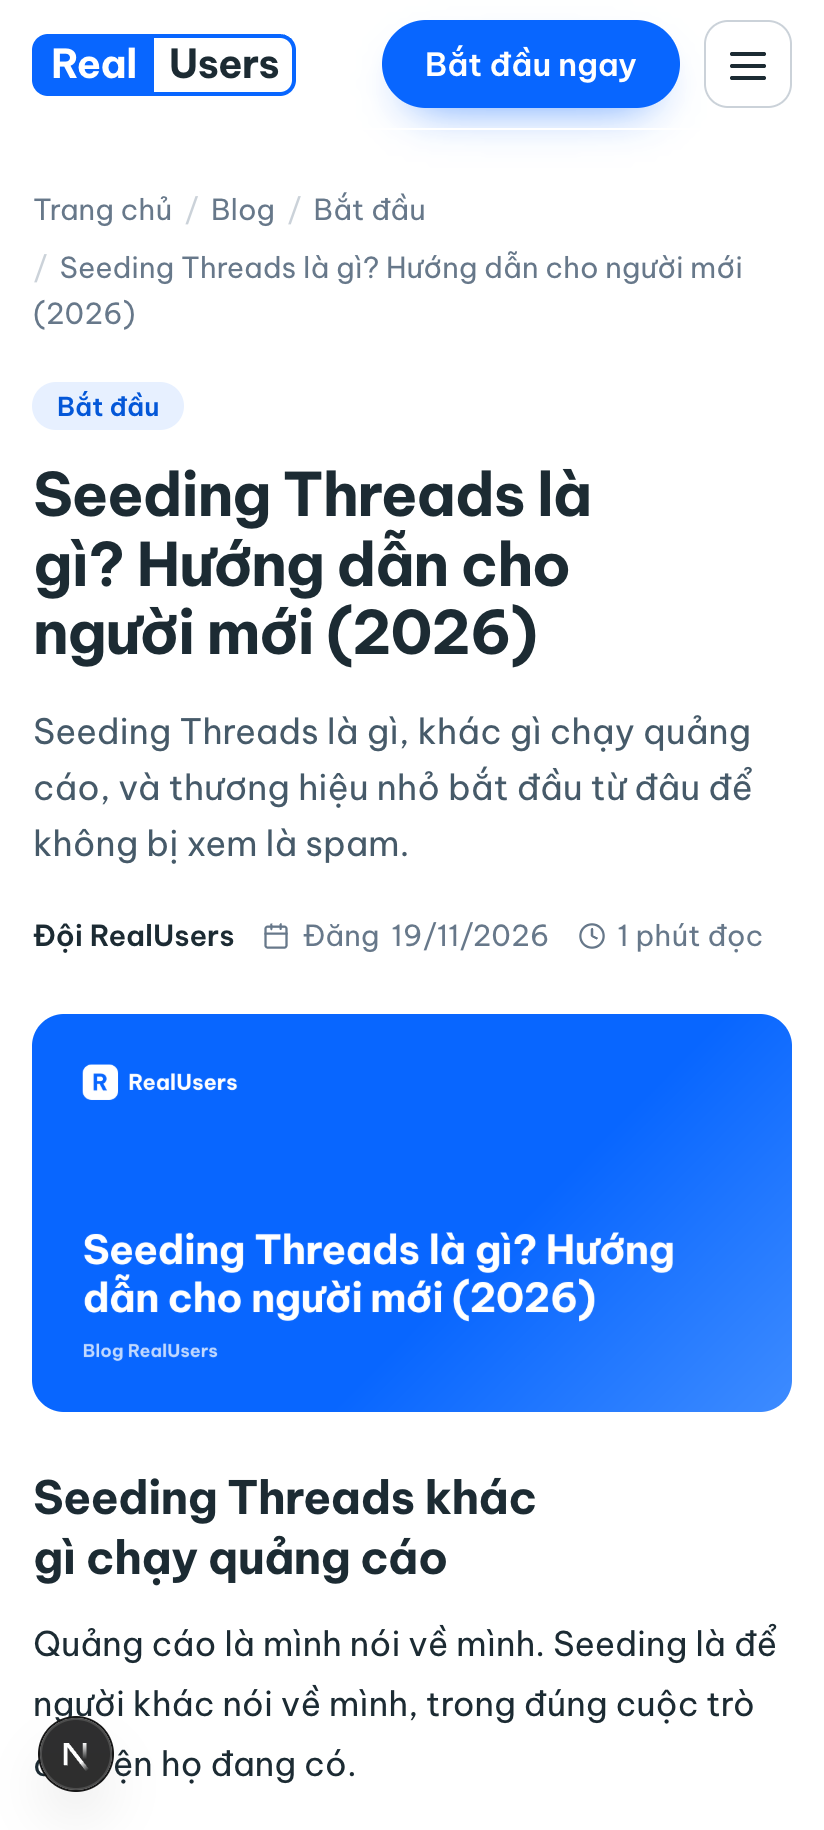 Real Users
Bắt đầu ngay
Trang chủ / Blog / Bắt đầu
/ Seeding Threads là gì? Hướng dẫn cho người mới
(2026)
Bắt đầu
Seeding Threads là
gì? Hướng dẫn cho
người mới (2026)
Seeding Threads là gì, khác gì chạy quảng
cáo, và thương hiệu nhỏ bắt đầu từ đâu để
không bị xem là spam.
Đội RealUsers Đăng 19/11/2026 1 phút đọc
R RealUsers
Seeding Threads là gì? Hướng
dẫn cho người mới (2026)
Blog RealUsers
Seeding Threads khác
gì chạy quảng cáo
Quảng cáo là mình nói về mình. Seeding là để
người khác nói về mình, trong đúng cuộc trò
họ đang có.
N